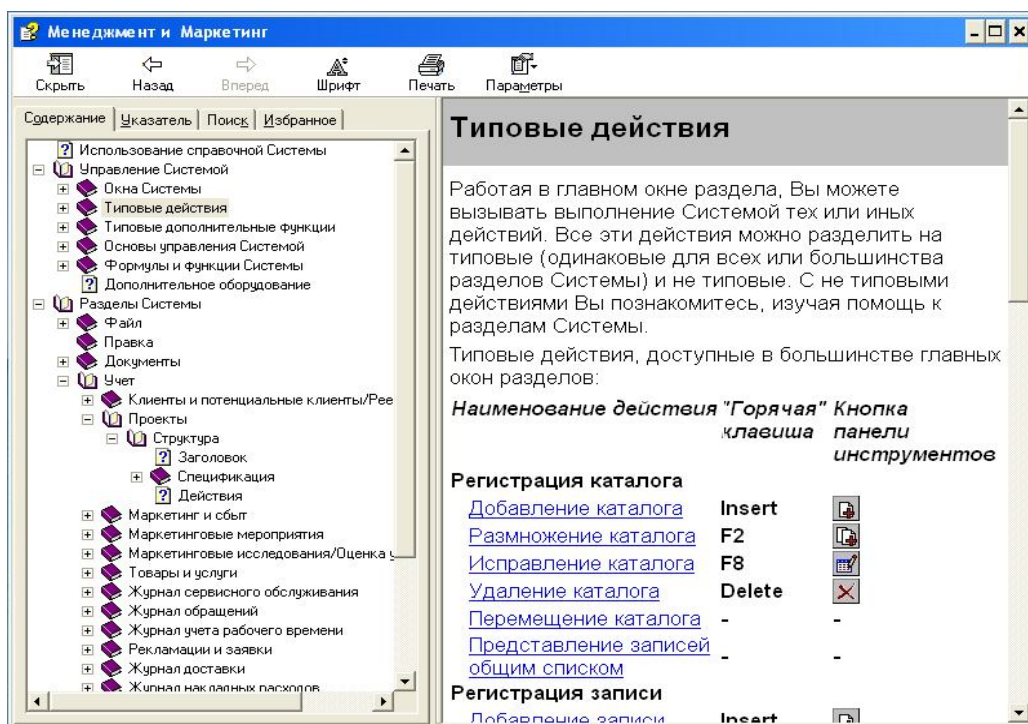 Менеджмент и Маркетинг
Скрыть Назад Вперед Шрифт Печать Параметры
Содержание Указатель Поиск Избранное
Использование справочной Системы
Управление Системой
Окна Системы
Типовые действия
Типовые дополнительные функции
Основы управления Системой
Формулы и функции Системы
Дополнительное оборудование
Разделы Системы
Файл
Правка
Документы
Учет
Клиенты и потенциальные клиенты/Рее
Проекты
Структура
Заголовок
Спецификация
Действия
Маркетинг и сбыт
Маркетинговые мероприятия
Маркетинговые исследования/Оценка у
Товары и услуги
Журнал сервисного обслуживания
Журнал обращений
Журнал учета рабочего времени
Рекламации и заявки
Журнал доставки
Журнал накладных расходов
Типовые действия
Работая в главном окне раздела, Вы можете
вызывать выполнение Системой тех или иных
действий. Все эти действия можно разделить на
типовые (одинаковые для всех или большинства
разделов Системы) и не типовые. С не типовыми
действиями Вы познакомитесь, изучая помощь к
разделам Системы.
Типовые действия, доступные в большинстве главных
окон разделов:
Наименование действия "Горячая" Кнопка
клавиша панели
инструментов
Регистрация каталога
Добавление каталога Insert
Размножение каталога F2
Исправление каталога F8
Удаление каталога Delete
Перемещение каталога - -
Представление записей
общим списком - -
Регистрация записи
Добавление записи Insert